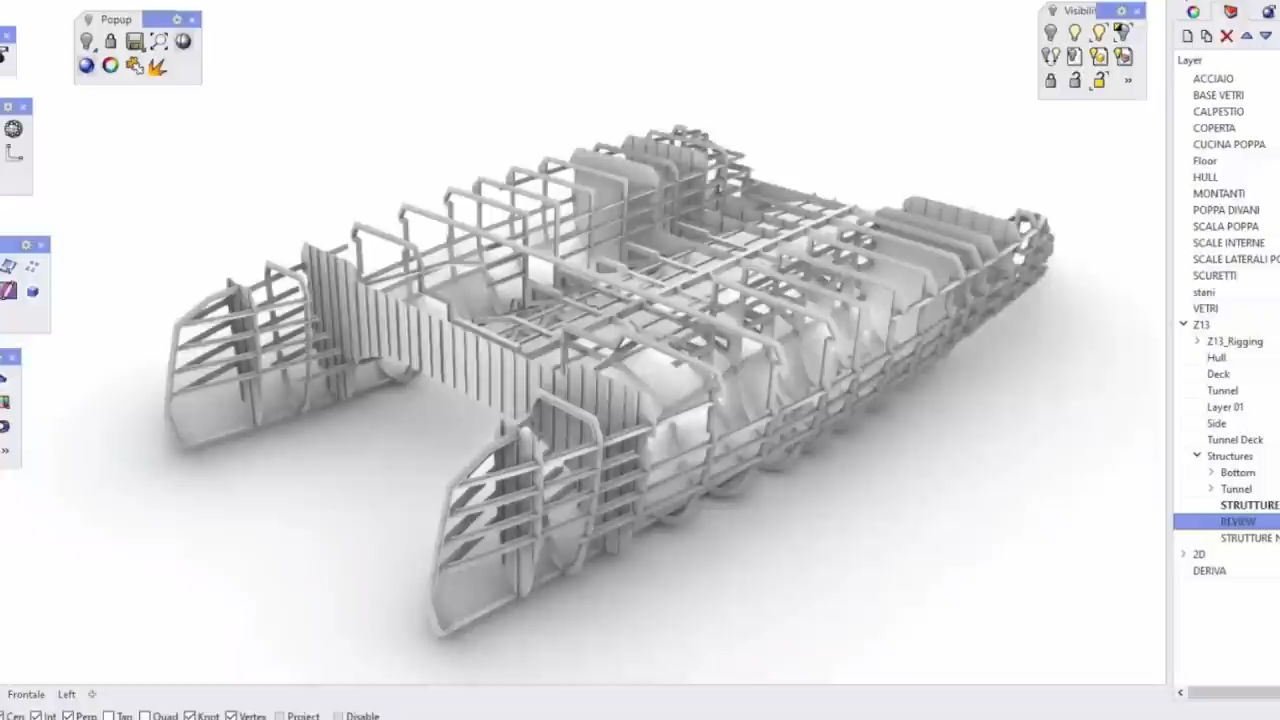 Popup
Visibili
Layer
ACCIAIO
BASE VETRI
CALPESTIO
COPERTA
CUCINA POPPA
Floor
HULL
MONTANTI
POPPA DIVANI
SCALA POPPA
SCALE INTERNE
SCALE LATERALI PO
SCURETTI
stani
VETRI
Z13
Z13_Rigging
Hull
Deck
Tunnel
Layer 01
Side
Tunnel Deck
Structures
Bottom
Tunnel
STRUTTURE
REVIEW
STRUTTURE N
2D
DERIVA
Frontale Left
Cen Int Perp Tan Quad Knot Vertex Project Disable